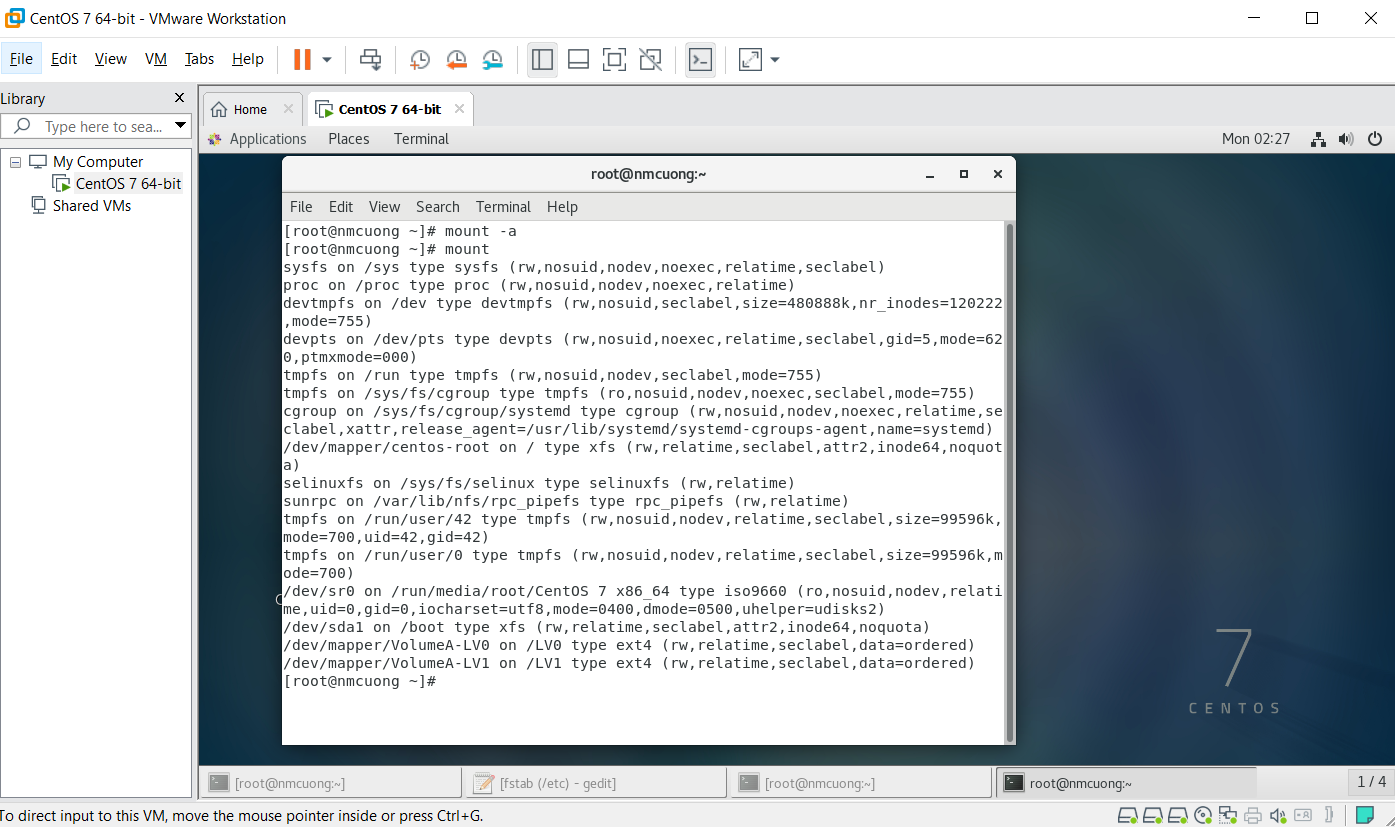 CentOS 7 64-bit - VMware Workstation
File Edit View VM Tabs Help
Library
Type here to sea...
My Computer
CentOS 7 64-bit
Shared VMs
Home
CentOS 7 64-bit
Applications Places Terminal
Mon 02:27
root@nmcuong:~
File Edit View Search Terminal Help
[root@nmcuong ~]# mount -a
[root@nmcuong ~]# mount
sysfs on /sys type sysfs (rw,nosuid,nodev,noexec,relatime,seclabel)
proc on /proc type proc (rw,nosuid,nodev,noexec,relatime)
devtmpfs on /dev type devtmpfs (rw,nosuid,seclabel,size=480888k,nr_inodes=120222
,mode=755)
devpts on /dev/pts type devpts (rw,nosuid,noexec,relatime,seclabel,gid=5,mode=62
0,ptmxmode=000)
tmpfs on /run type tmpfs (rw,nosuid,nodev,seclabel,mode=755)
tmpfs on /sys/fs/cgroup type tmpfs (ro,nosuid,nodev,noexec,seclabel,mode=755)
cgroup on /sys/fs/cgroup/systemd type cgroup (rw,nosuid,nodev,noexec,relatime,se
clabel,xattr,release_agent=/usr/lib/systemd/systemd-cgroups-agent,name=systemd)
/dev/mapper/centos-root on / type xfs (rw,relatime,seclabel,attr2,inode64,noquot
a)
selinuxfs on /sys/fs/selinux type selinuxfs (rw,relatime)
sunrpc on /var/lib/nfs/rpc_pipefs type rpc_pipefs (rw,relatime)
tmpfs on /run/user/42 type tmpfs (rw,nosuid,nodev,relatime,seclabel,size=99596k,
mode=700,uid=42,gid=42)
tmpfs on /run/user/0 type tmpfs (rw,nosuid,nodev,relatime,seclabel,size=99596k,m
ode=700)
/dev/sr0 on /run/media/root/CentOS 7 x86_64 type iso9660 (ro,nosuid,nodev,relati
me,uid=0,gid=0,iocharset=utf8,mode=0400,dmode=0500,uhelper=udisks2)
/dev/sda1 on /boot type xfs (rw,relatime,seclabel,attr2,inode64,noquota)
/dev/mapper/VolumeA-LV0 on /LV0 type ext4 (rw,relatime,seclabel,data=ordered)
/dev/mapper/VolumeA-LV1 on /LV1 type ext4 (rw,relatime,seclabel,data=ordered)
[root@nmcuong ~]#
7
CENTOS
[root@nmcuong:~]
[fstab (/etc) - gedit]
[root@nmcuong:~]
root@nmcuong:~
1 / 4
To direct input to this VM, move the mouse pointer inside or press Ctrl+G.